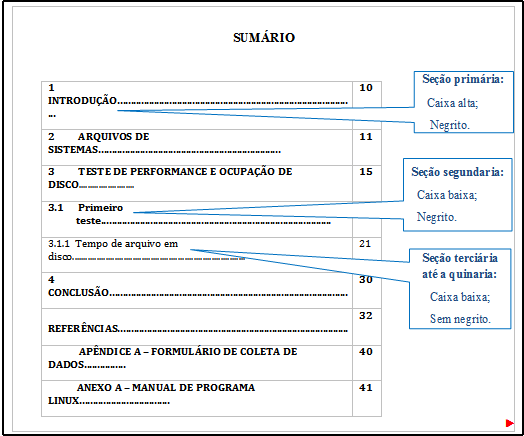 SUMÁRIO
1 10
INTRODUÇÃO................................................................................
...
2 ARQUIVOS DE 11
SISTEMAS.......................................................
3 TESTE DE PERFORMANCE E OCUPAÇÃO DE 15
DISCO.................
3.1 Primeiro
teste....................................................................
3.1.1 Tempo de arquivo em 21
disco....................................................
4 30
CONCLUSÃO................................................................................
32
REFERÊNCIAS................................................................................
APÊNDICE A – FORMULÁRIO DE COLETA DE 40
DADOS...............
ANEXO A – MANUAL DE PROGRAMA 41
LINUX.................................
Seção primária:
Caixa alta;
Negrito.
Seção segundaria:
Caixa baixa;
Negrito.
Seção terciária
até a quinaria:
Caixa baixa;
Sem negrito.